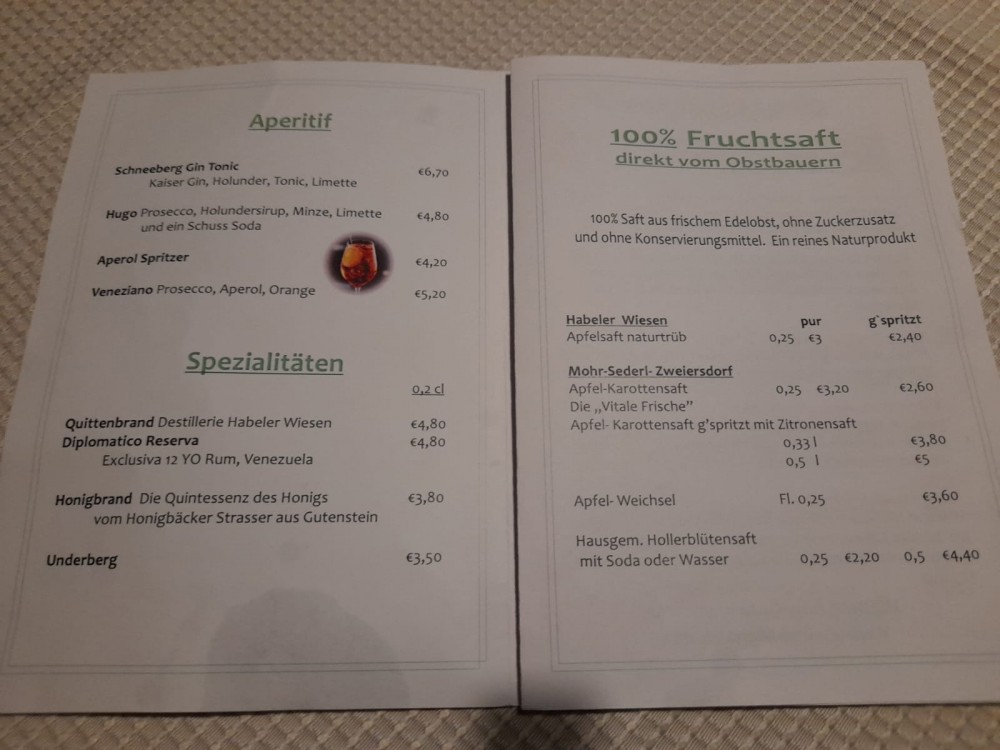 Aperitif
Schneeberg Gin Tonic €6,70
Kaiser Gin, Holunder, Tonic, Limette
Hugo Prosecco, Holundersirup, Minze, Limette €4,80
und ein Schuss Soda
Aperol Spritzer €4,20
Veneziano Prosecco, Aperol, Orange €5,20
Spezialitäten
0,2 cl
Quittenbrand Destillerie Habeler Wiesen €4,80
Diplomatico Reserva €4,80
Exclusiva 12 YO Rum, Venezuela
Honigbrand Die Quintessenz des Honigs €3,80
vom Honigbäcker Strasser aus Gutenstein
Underberg €3,50
100% Fruchtsaft
direkt vom Obstbauern
100% Saft aus frischem Edelobst, ohne Zuckerzusatz
und ohne Konservierungsmittel. Ein reines Naturprodukt
Habeler Wiesen pur g`spritzt
Apfelsaft naturtrüb 0,25 €3 €2,40
Mohr-Sederl- Zweiersdorf
Apfel-Karottensaft 0,25 €3,20 €2,60
Die „Vitale Frische”
Apfel- Karottensaft g’spritzt mit Zitronensaft
0,33 l €3,80
0,5 l €5
Apfel- Weichsel Fl. 0,25 €3,60
Hausgem. Hollerblütensaft
mit Soda oder Wasser 0,25 €2,20 0,5 €4,40